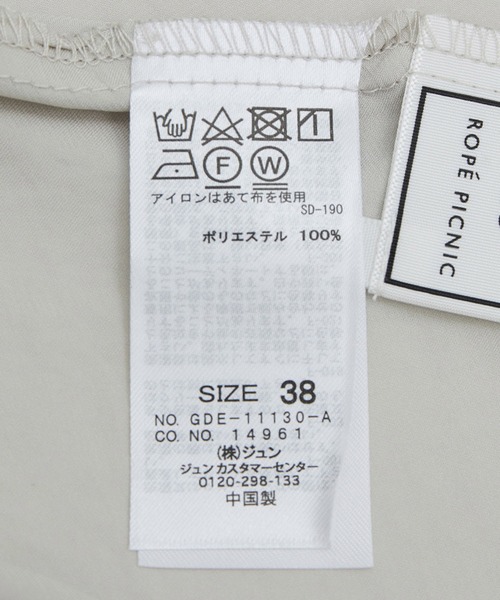 F W
アイロンはあて布を使用
SD-190
ポリエステル 100%
SIZE 38
NO. GDE-11130-A
CO. NO. 14961
(株)ジュン
ジュン カスタマーセンター
0120-298-133
中国製
ROPÉ PICNIC